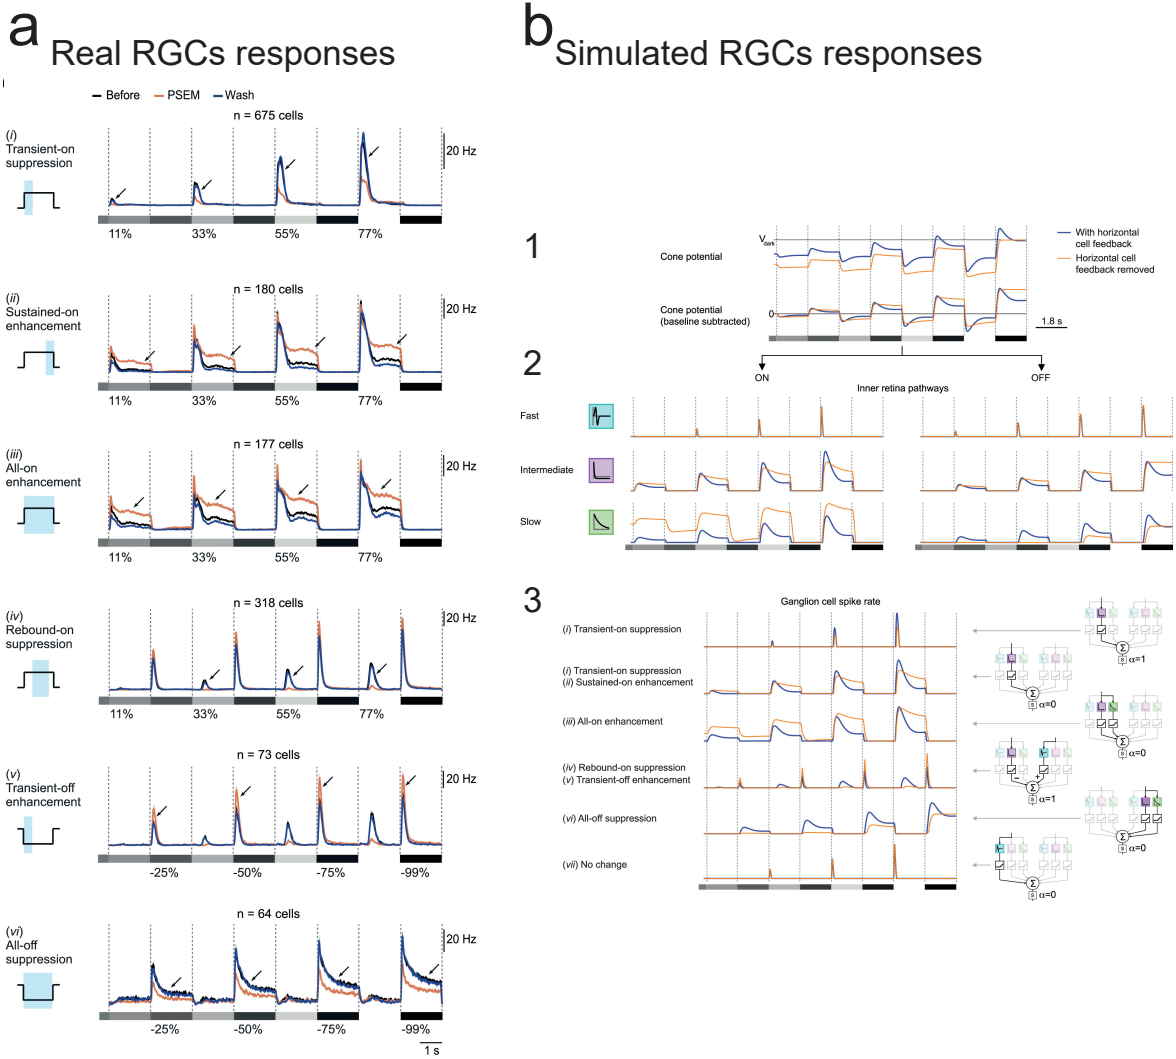 a
Real RGCs responses
Before
PSEM
Wash
n = 675 cells
(i)
Transient-on
suppression
20 Hz
11%
33%
55%
77%
n = 180 cells
(ii)
Sustained-on
enhancement
20 Hz
11%
33%
55%
77%
n = 177 cells
(iii)
All-on
enhancement
20 Hz
11%
33%
55%
77%
n = 318 cells
(iv)
Rebound-on
suppression
20 Hz
11%
33%
55%
77%
n = 73 cells
(v)
Transient-off
enhancement
20 Hz
-25%
-50%
-75%
-99%
n = 64 cells
(vi)
All-off
suppression
20 Hz
-25%
-50%
-75%
-99%
1 s
b
Simulated RGCs responses
1
Vdark
With horizontal
cell feedback
Horizontal cell
feedback removed
Cone potential
Cone potential
(baseline subtracted)
0
1.8 s
2
ON
OFF
Inner retina pathways
Fast
Intermediate
Slow
3
Ganglion cell spike rate
(i) Transient-on suppression
Σ
s α=1
(i) Transient-on suppression
(ii) Sustained-on enhancement
Σ
s α=0
(iii) All-on enhancement
Σ
s α=0
(iv) Rebound-on suppression
(v) Transient-off enhancement
- +
Σ
s α=1
(vi) All-off suppression
Σ
s α=0
(vii) No change
Σ
s α=0